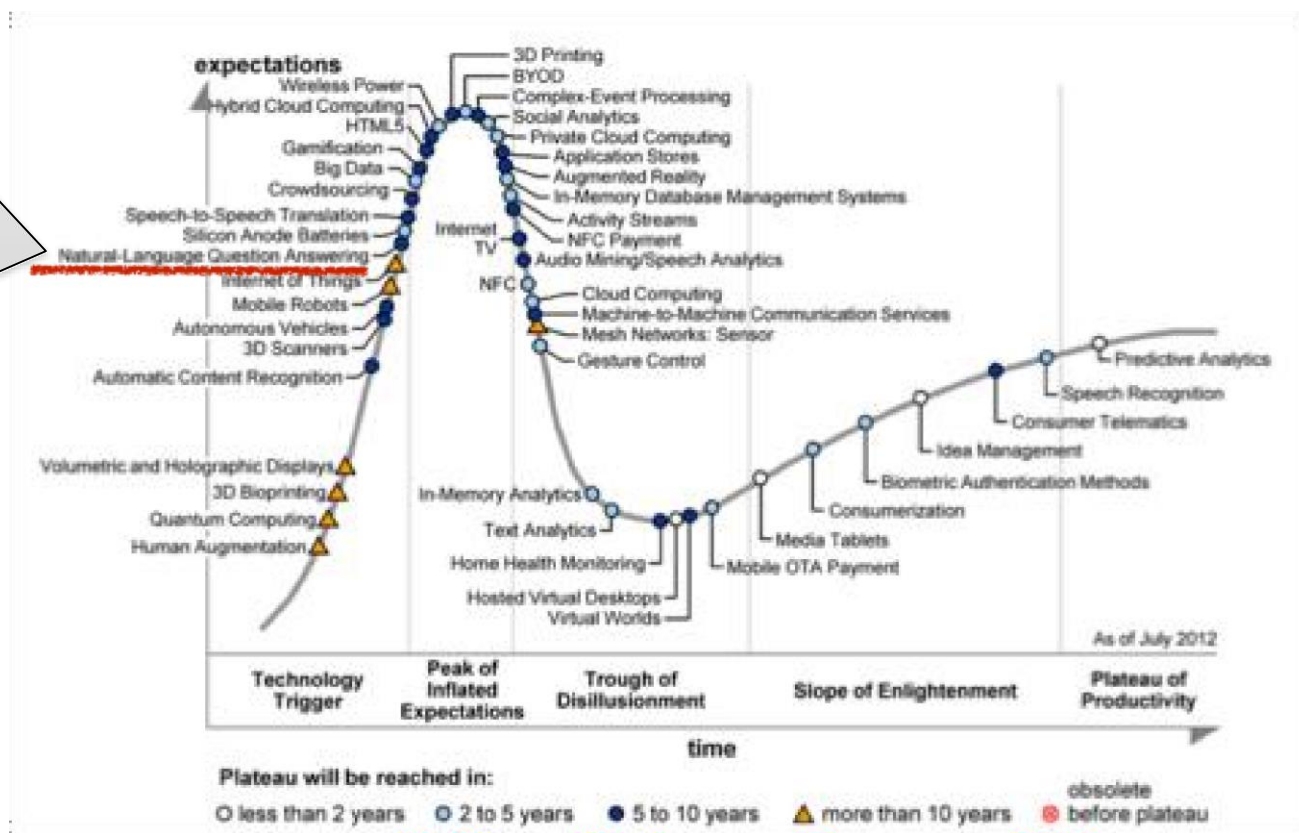 expectations
Wireless Power
Hybrid Cloud Computing
HTML5
Gamification
Big Data
Crowdsourcing
Speech-to-Speech Translation
Silicon Anode Batteries
Natural-Language Question Answering
Internet of Things
Mobile Robots
Autonomous Vehicles
3D Scanners
Automatic Content Recognition
Volumetric and Holographic Displays
3D Bioprinting
Quantum Computing
Human Augmentation
3D Printing
BYOD
Complex-Event Processing
Social Analytics
Private Cloud Computing
Application Stores
Augmented Reality
In-Memory Database Management Systems
Activity Streams
NFC Payment
Internet
TV
Audio Mining/Speech Analytics
NFC
Cloud Computing
Machine-to-Machine Communication Services
Mesh Networks: Sensor
Gesture Control
In-Memory Analytics
Text Analytics
Home Health Monitoring
Hosted Virtual Desktops
Virtual Worlds
Mobile OTA Payment
Media Tablets
Consumerization
Biometric Authentication Methods
Idea Management
Consumer Telematics
Speech Recognition
Predictive Analytics
As of July 2012
Technology
Trigger
Peak of
Inflated
Expectations
Trough of
Disillusionment
Slope of Enlightenment
Plateau of
Productivity
time
Plateau will be reached in:
less than 2 years
2 to 5 years
5 to 10 years
more than 10 years
obsolete
before plateau